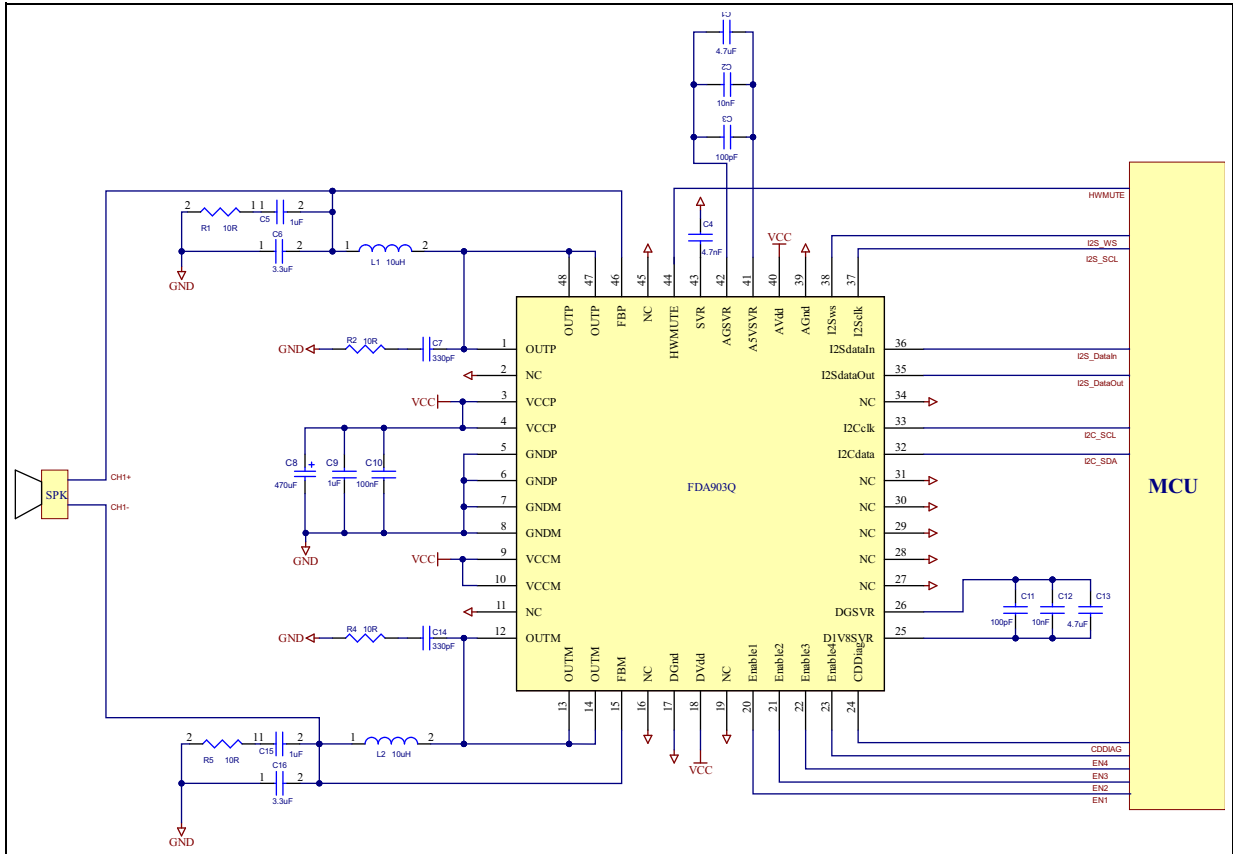 C1
4.7uF
C2
10nF
C3
100pF
2
R1 10R
1 1
C5
2
1uF
C6
1
2
3.3uF
GND
1
2
L1 10uH
C4
4.7nF
VCC
HWMUTE
I2S_WS
I2S_SCL
48
47
46
45
44
43
42
41
40
39
38
37
OUTP
OUTP
FBP
NC
HWMUTE
SVR
AGSVR
A5VSVR
AVdd
AGnd
I2Sws
I2Sclk
GND
R2 10R
C7
330pF
1
OUTP
2
NC
VCC
3
VCCP
4
VCCP
5
GNDP
6
GNDP
7
GNDM
8
GNDM
VCC
9
VCCM
10
VCCM
11
NC
12
OUTM
C8
+
470uF
C9
1uF
C10
100nF
GND
SPK
CH1+
CH1-
FDA903Q
I2SdataIn
36
I2S_DataIn
I2SdataOut
35
I2S_DataOut
NC
34
I2Cclk
33
I2C_SCL
I2Cdata
32
I2C_SDA
NC
31
NC
30
NC
29
NC
28
NC
27
DGSVR
26
D1V8SVR
25
MCU
C11
100pF
C12
10nF
C13
4.7uF
GND
R4 10R
C14
330pF
OUTM
OUTM
FBM
NC
DGnd
DVdd
NC
Enable1
Enable2
Enable3
Enable4
CDDiag
13
14
15
16
17
18
19
20
21
22
23
24
2
R5 10R
11
C15
2
1uF
C16
1
2
3.3uF
GND
1
2
L2 10uH
VCC
CDDIAG
EN4
EN3
EN2
EN1